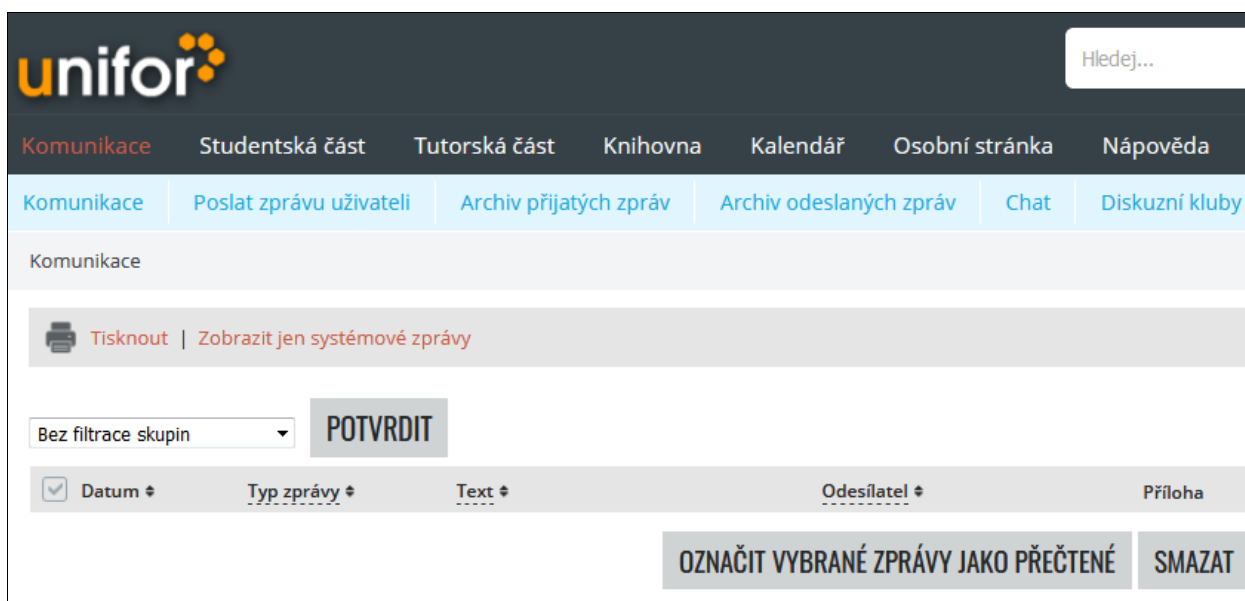 unifor
Hledej...
Komunikace Studentská část Tutorská část Knihovna Kalendář Osobní stránka Nápověda
Komunikace Poslat zprávu uživateli Archiv přijatých zpráv Archiv odeslaných zpráv Chat Diskuzní kluby
Komunikace
Tisknout | Zobrazit jen systémové zprávy
Bez filtrace skupin POTVRDIT
Datum Typ zprávy Text Odesílatel Příloha
OZNAČIT VYBRANÉ ZPRÁVY JAKO PŘEČTENÉ SMAZAT